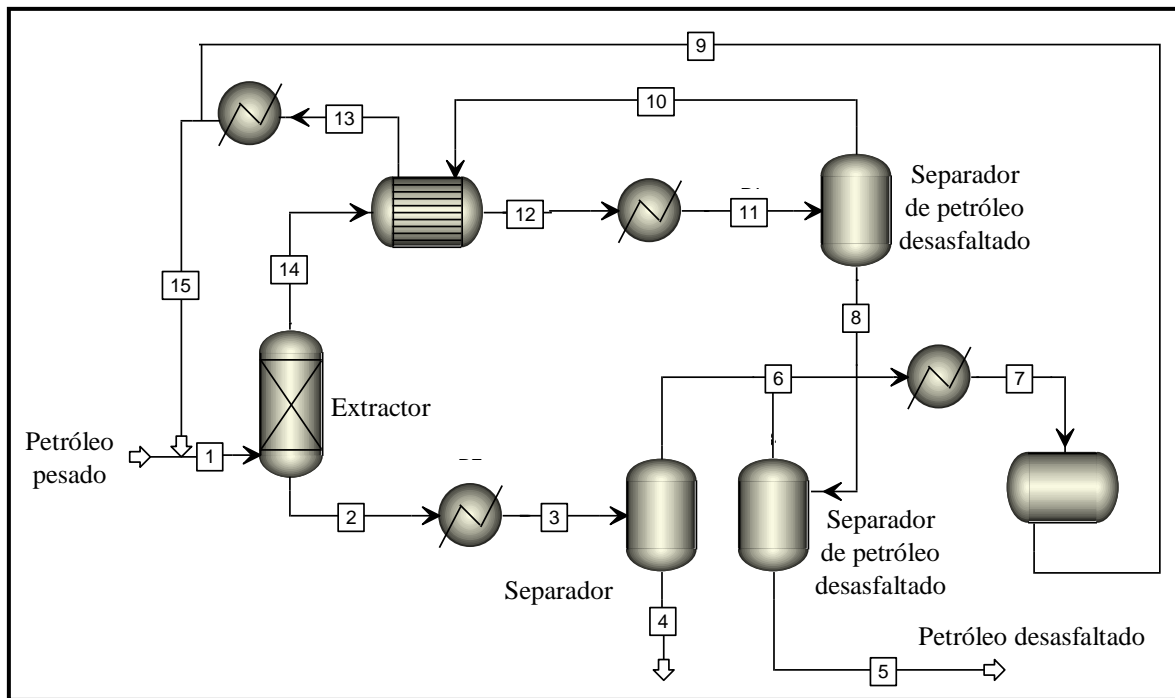 9
10
13
Separador
de petróleo
desasfaltado
12
11
14
15
8
6
7
Extractor
Petróleo
pesado
1
2
3
Separador
de petróleo
desasfaltado
Separador
4
Petróleo desasfaltado
5